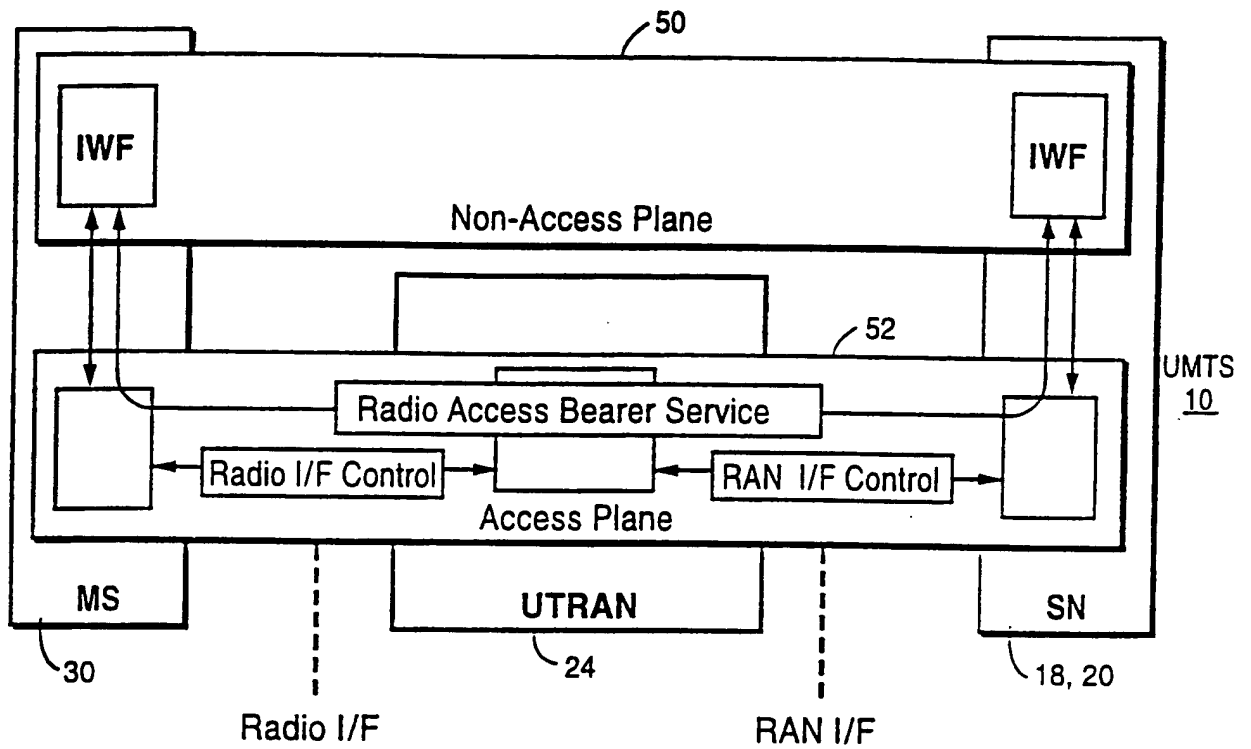 50
IWF
IWF
Non-Access Plane
52
UMTS
10
Radio Access Bearer Service
Radio I/F Control
RAN I/F Control
Access Plane
MS
UTRAN
SN
30
24
18, 20
Radio I/F
RAN I/F